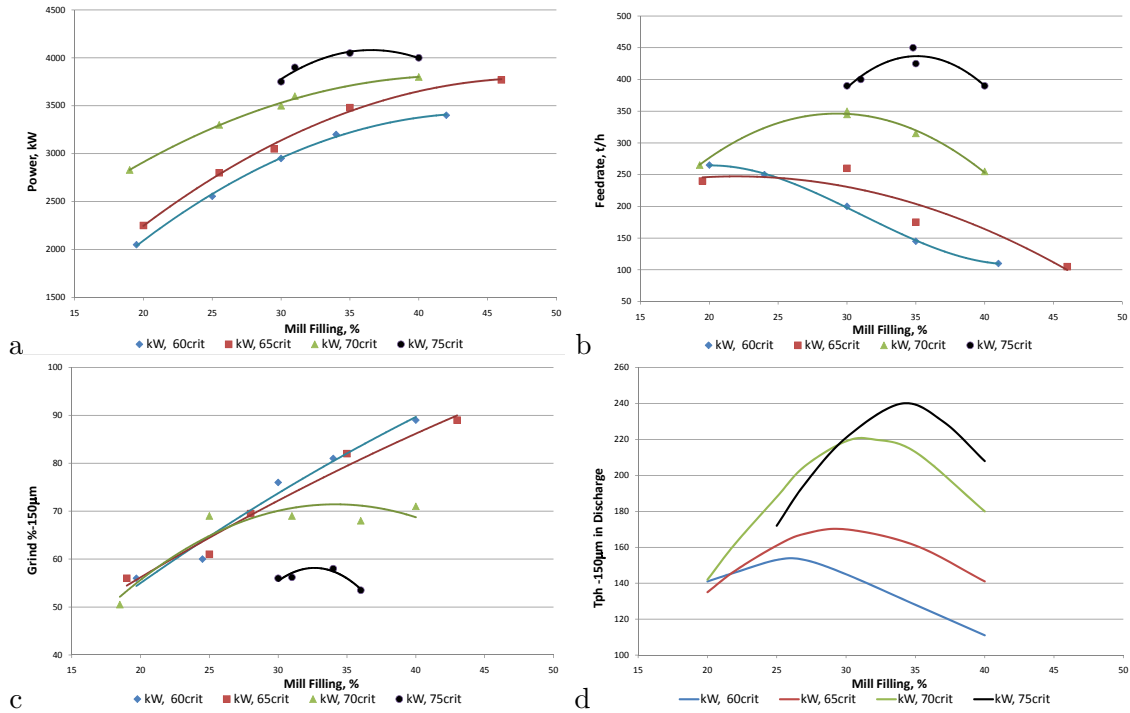 4500
4000
3500
3000
2500
2000
1500
Power, kW
15 20 25 30 35 40 45 50
Mill Filling, %
kW, 60crit kW, 65crit kW, 70crit kW, 75crit
a
500
450
400
350
300
250
200
150
100
50
Feedrate, t/h
15 20 25 30 35 40 45 50
Mill Filling, %
kW, 60crit kW, 65crit kW, 70crit kW, 75crit
b
100
90
80
70
60
50
40
Grind %-150µm
15 20 25 30 35 40 45 50
Mill Filling, %
kW, 60crit kW, 65crit kW, 70crit kW, 75crit
c
260
240
220
200
180
160
140
120
100
Tph -150µm in Discharge
15 20 25 30 35 40 45 50
Mill Filling, %
kW, 60crit kW, 65crit kW, 70crit kW, 75crit
d